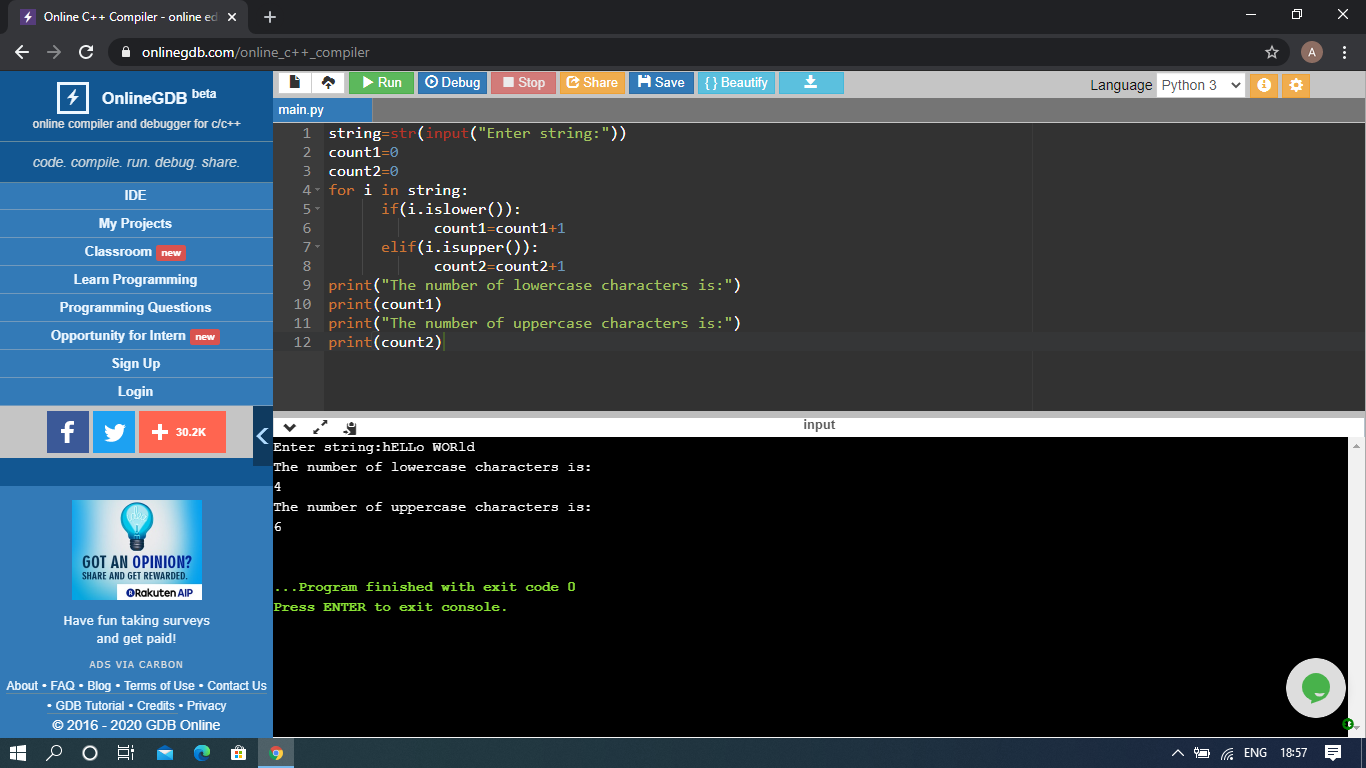 Online C++ Compiler - online ed
onlinegdb.com/online_c++_compiler
A
OnlineGDB beta
online compiler and debugger for c/c++
code. compile. run. debug. share.
IDE
My Projects
Classroom new
Learn Programming
Programming Questions
Opportunity for Intern new
Sign Up
Login
30.2K
GOT AN OPINION?
SHARE AND GET REWARDED.
Rakuten AIP
Have fun taking surveys
and get paid!
ADS VIA CARBON
About • FAQ • Blog • Terms of Use • Contact Us
• GDB Tutorial • Credits • Privacy
© 2016 - 2020 GDB Online
Run Debug Stop Share Save { } Beautify
Language Python 3
main.py
1 string=str(input("Enter string:"))
2 count1=0
3 count2=0
4 for i in string:
5 if(i.islower()):
6 count1=count1+1
7 elif(i.isupper()):
8 count2=count2+1
9 print("The number of lowercase characters is:")
10 print(count1)
11 print("The number of uppercase characters is:")
12 print(count2)
input
Enter string:hELLo WORld
The number of lowercase characters is:
4
The number of uppercase characters is:
6
...Program finished with exit code 0
Press ENTER to exit console.
ENG 18:57